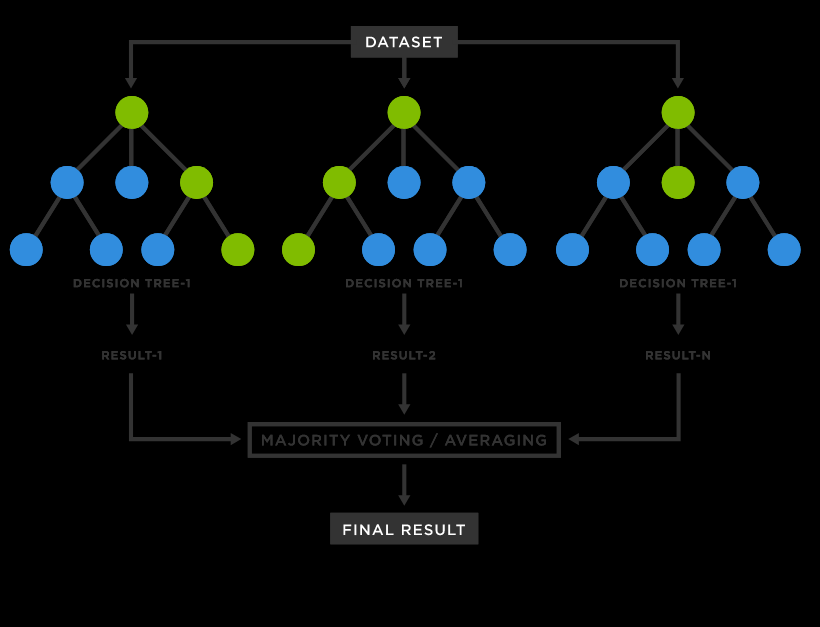 DATASET
DECISION TREE-1
DECISION TREE-1
DECISION TREE-1
RESULT-1
RESULT-2
RESULT-N
MAJORITY VOTING / AVERAGING
FINAL RESULT